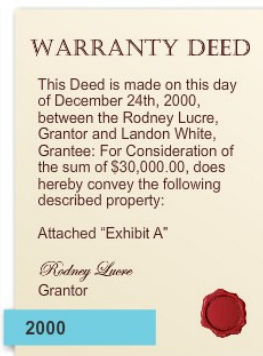 WARRANTY DEED
This Deed is made on this day
of December 24th, 2000,
between the Rodney Lucre,
Grantor and Landon White,
Grantee: For Consideration of
the sum of $30,000.00, does
hereby convey the following
described property:
Attached “Exhibit A”
Rodney Lucre
Grantor
2000